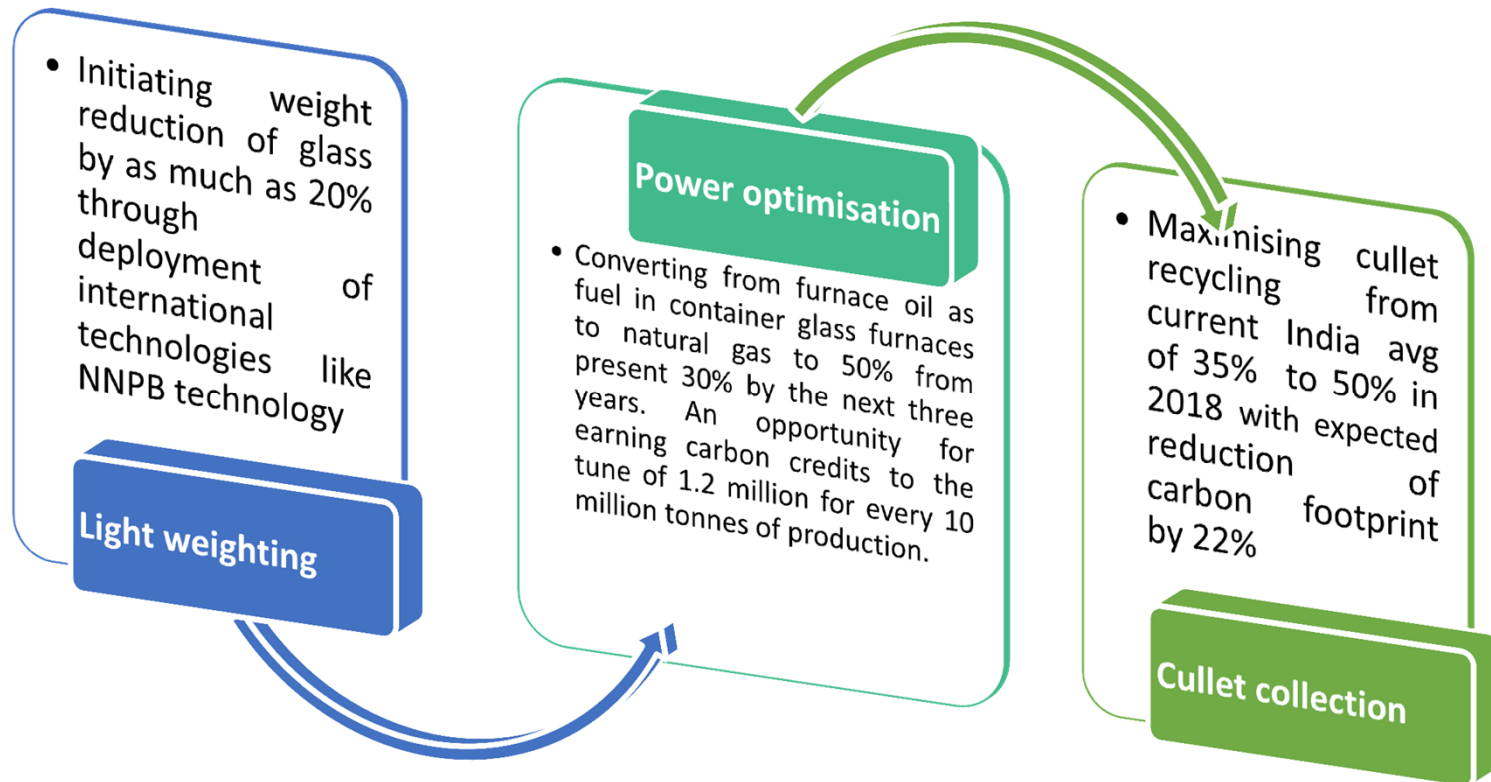 • Initiating weight
reduction of glass
by as much as 20%
through
deployment of
international
technologies like
NNPB technology
Light weighting
Power optimisation
• Converting from furnace oil as
fuel in container glass furnaces
to natural gas to 50% from
present 30% by the next three
years. An opportunity for
earning carbon credits to the
tune of 1.2 million for every 10
million tonnes of production.
• Maximising cullet
recycling from
current India avg
of 35% to 50% in
2018 with expected
reduction of
carbon footprint
by 22%
Cullet collection